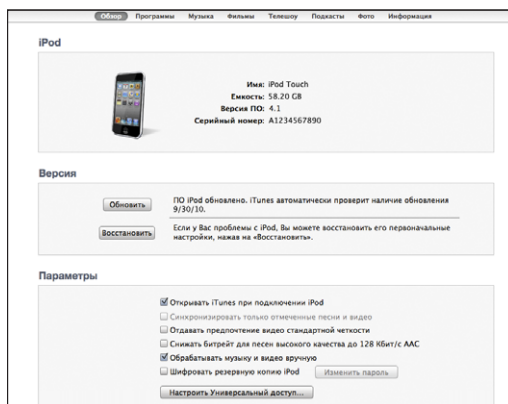 Обзор Программы Музыка Фильмы Телешоу Подкасты Фото Информация
iPod
Имя: iPod Touch
Емкость: 58.20 GB
Версия ПО: 4.1
Серийный номер: A1234567890
Версия
Обновить
ПО iPod обновлено. iTunes автоматически проверит наличие обновления
9/30/10.
Восстановить
Если у Вас проблемы с iPod, Вы можете восстановить его первоначальные
настройки, нажав на «Восстановить».
Параметры
Открывать iTunes при подключении iPod
Синхронизировать только отмеченные песни и видео
Отдавать предпочтение видео стандартной четкости
Снижать битрейт для песен высокого качества до 128 Кбит/с AAC
Обрабатывать музыку и видео вручную
Шифровать резервную копию iPod Изменить пароль
Настроить Универсальный доступ...